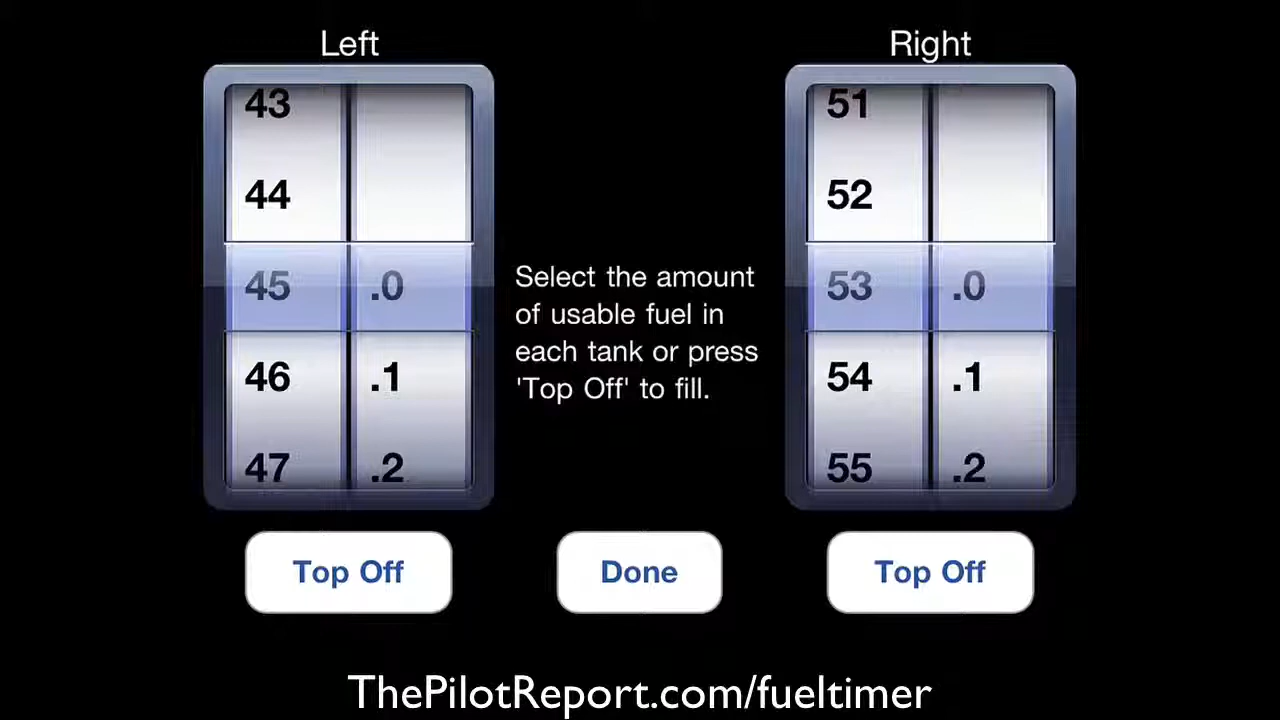 Left
Right
43
44
45 .0
46 .1
47 .2
Select the amount
of usable fuel in
each tank or press
'Top Off' to fill.
51
52
53 .0
54 .1
55 .2
Top Off
Done
Top Off
ThePilotReport.com/fueltimer